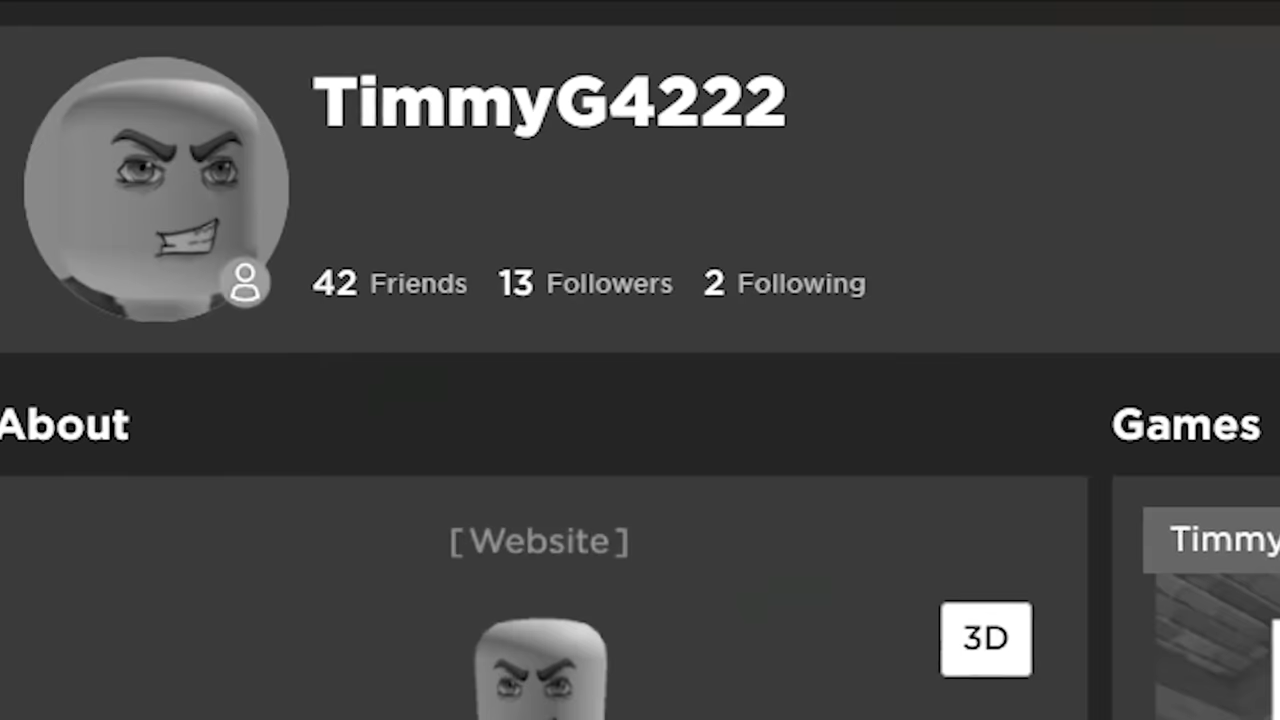 TimmyG4222
42 Friends 13 Followers 2 Following
About
Games
[ Website ]
Timmy
3D